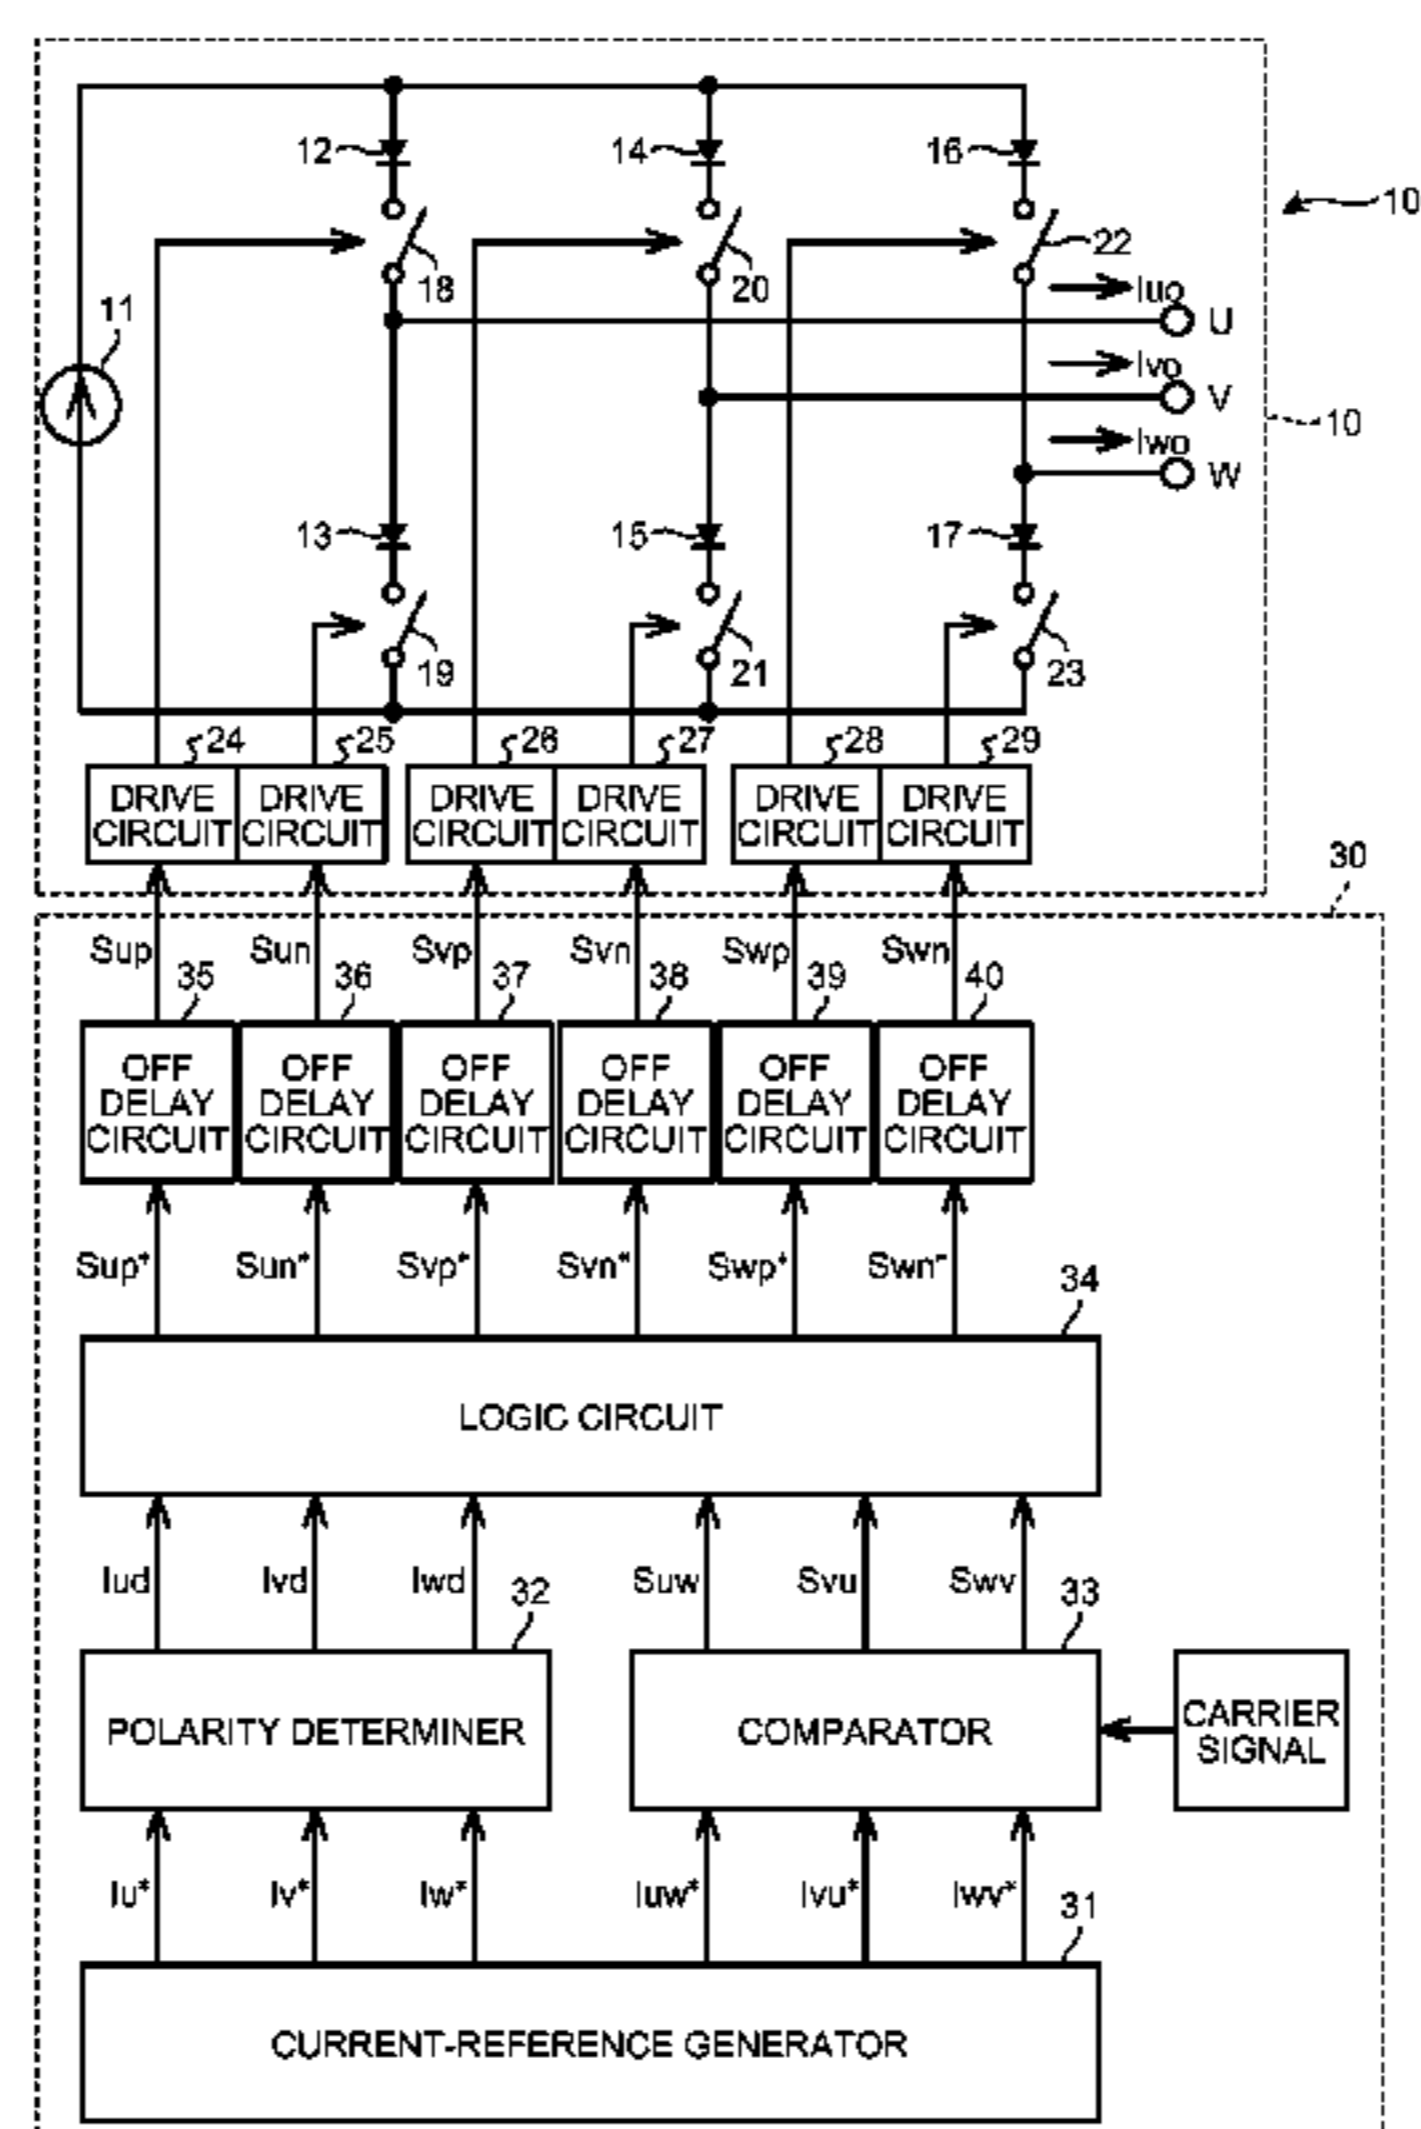 12
14
16
10
18
20
22
Iuo
U
11
Ivo
V
10
Iwo
W
13
15
17
19
21
23
24
25
26
27
28
29
DRIVE
CIRCUIT
DRIVE
CIRCUIT
DRIVE
CIRCUIT
DRIVE
CIRCUIT
DRIVE
CIRCUIT
DRIVE
CIRCUIT
30
Sup
Sun
Svp
Svn
Swp
Swn
35
36
37
38
39
40
OFF
DELAY
CIRCUIT
OFF
DELAY
CIRCUIT
OFF
DELAY
CIRCUIT
OFF
DELAY
CIRCUIT
OFF
DELAY
CIRCUIT
OFF
DELAY
CIRCUIT
Sup*
Sun*
Svp*
Svn*
Swp*
Swn*
34
LOGIC CIRCUIT
Iud
Ivd
Iwd
32
Suw
Svu
Swv
33
POLARITY DETERMINER
COMPARATOR
CARRIER
SIGNAL
Iu*
Iv*
Iw*
Iuw*
Ivu*
Iwv*
31
CURRENT-REFERENCE GENERATOR